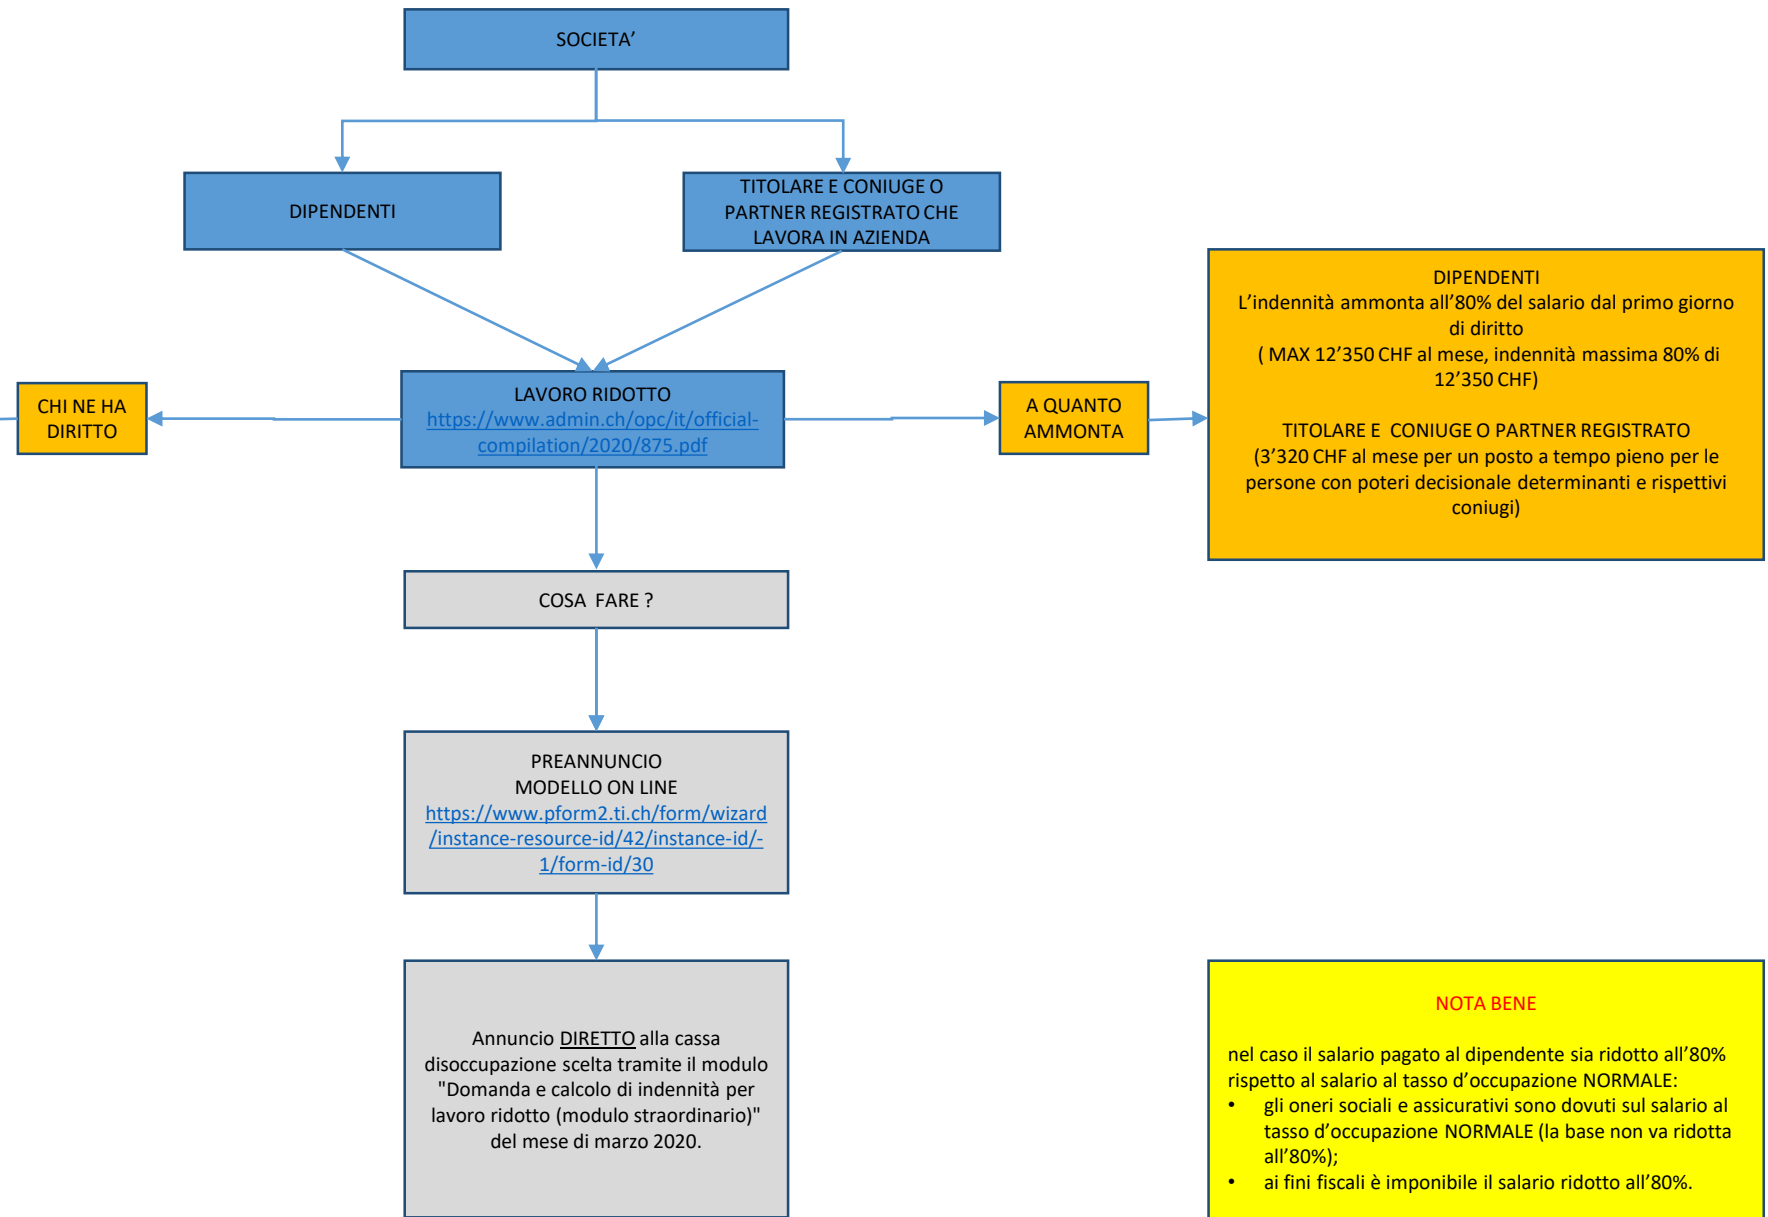 SOCIETA’
DIPENDENTI
TITOLARE E CONIUGE O
PARTNER REGISTRATO CHE
LAVORA IN AZIENDA
CHI NE HA
DIRITTO
LAVORO RIDOTTO
https://www.admin.ch/opc/it/official-
compilation/2020/875.pdf
A QUANTO
AMMONTA
DIPENDENTI
L’indennità ammonta all’80% del salario dal primo giorno
di diritto
( MAX 12’350 CHF al mese, indennità massima 80% di
12’350 CHF)
TITOLARE E CONIUGE O PARTNER REGISTRATO
(3’320 CHF al mese per un posto a tempo pieno per le
persone con poteri decisionale determinanti e rispettivi
coniugi)
COSA FARE ?
PREANNUNCIO
MODELLO ON LINE
https://www.pform2.ti.ch/form/wizard
/instance-resource-id/42/instance-id/-
1/form-id/30
Annuncio DIRETTO alla cassa
disoccupazione scelta tramite il modulo
"Domanda e calcolo di indennità per
lavoro ridotto (modulo straordinario)"
del mese di marzo 2020.
NOTA BENE
nel caso il salario pagato al dipendente sia ridotto all’80%
rispetto al salario al tasso d’occupazione NORMALE:
• gli oneri sociali e assicurativi sono dovuti sul salario al
tasso d’occupazione NORMALE (la base non va ridotta
all’80%);
• ai fini fiscali è imponibile il salario ridotto all’80%.